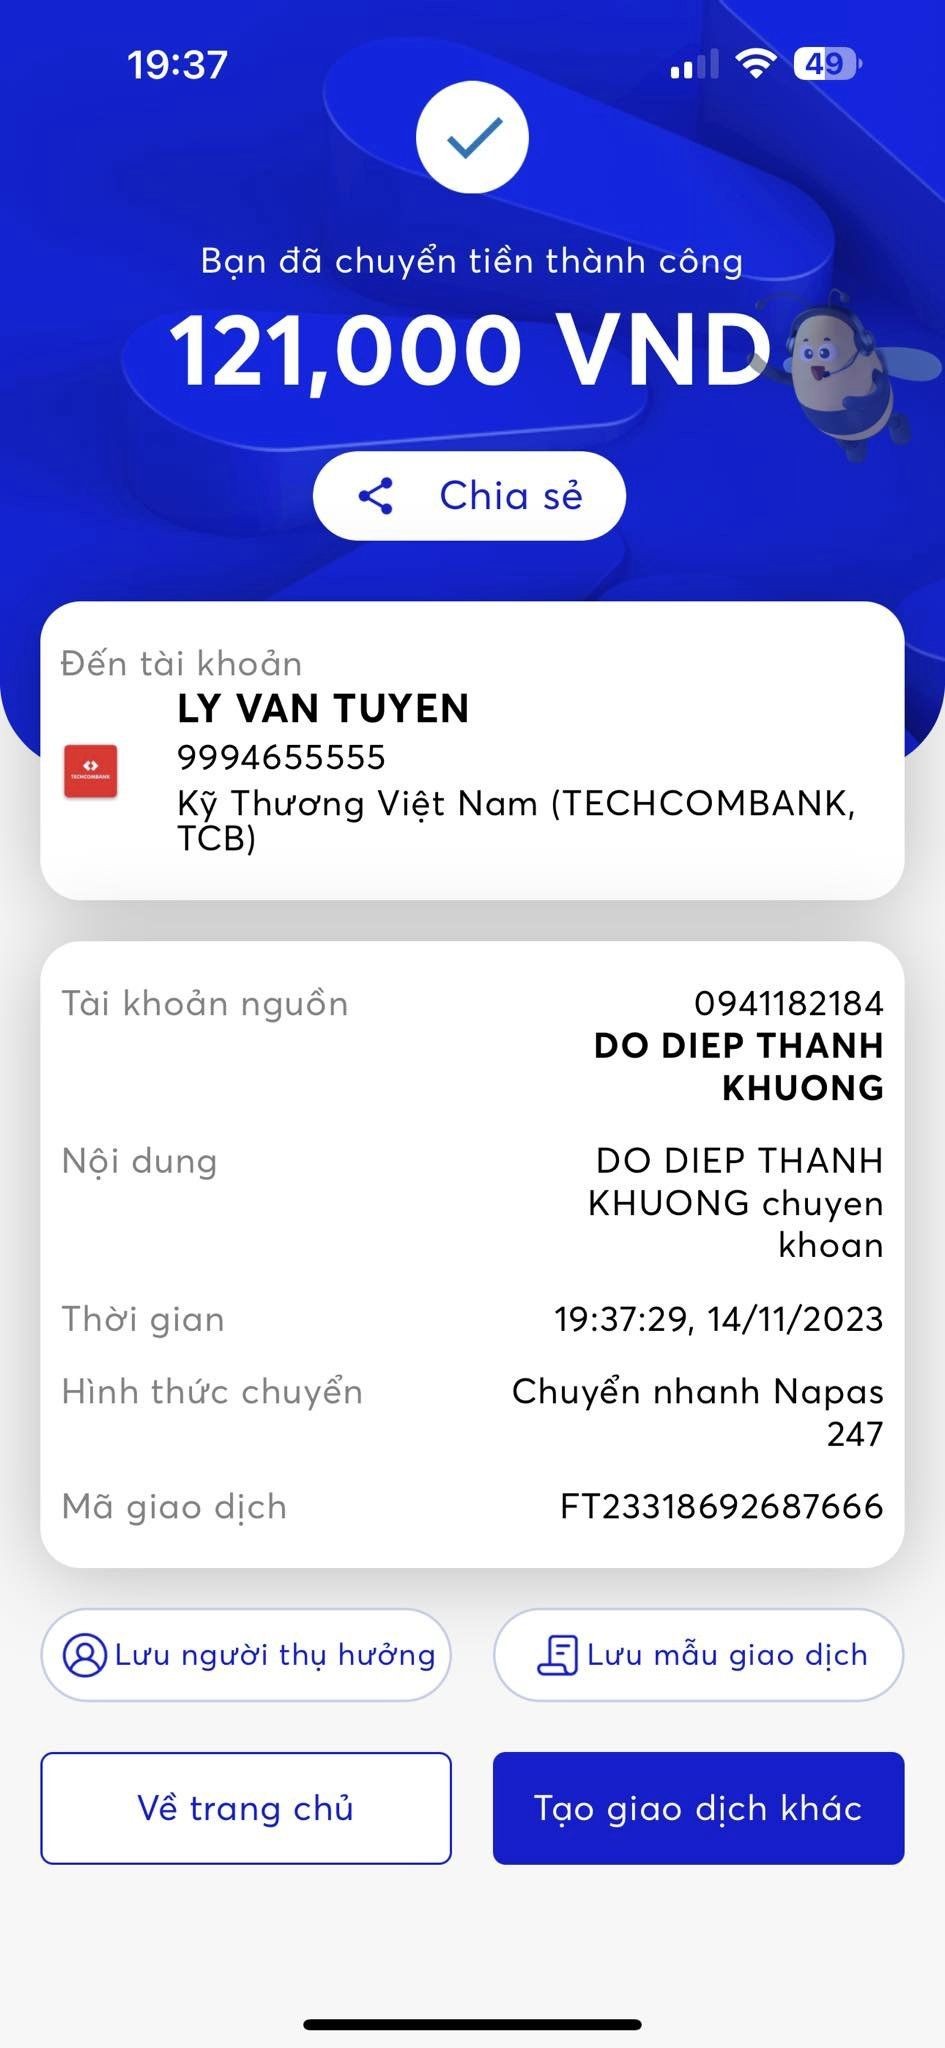 19:37
49
Bạn đã chuyển tiền thành công
121,000 VND
Chia sẻ
Đến tài khoản
LY VAN TUYEN
9994655555
TECHCOMBANK
Kỹ Thương Việt Nam (TECHCOMBANK,
TCB)
Tài khoản nguồn
0941182184
DO DIEP THANH
KHUONG
Nội dung
DO DIEP THANH
KHUONG chuyen
khoan
Thời gian
19:37:29, 14/11/2023
Hình thức chuyển
Chuyển nhanh Napas
247
Mã giao dịch
FT23318692687666
Lưu người thụ hưởng
Lưu mẫu giao dịch
Về trang chủ
Tạo giao dịch khác